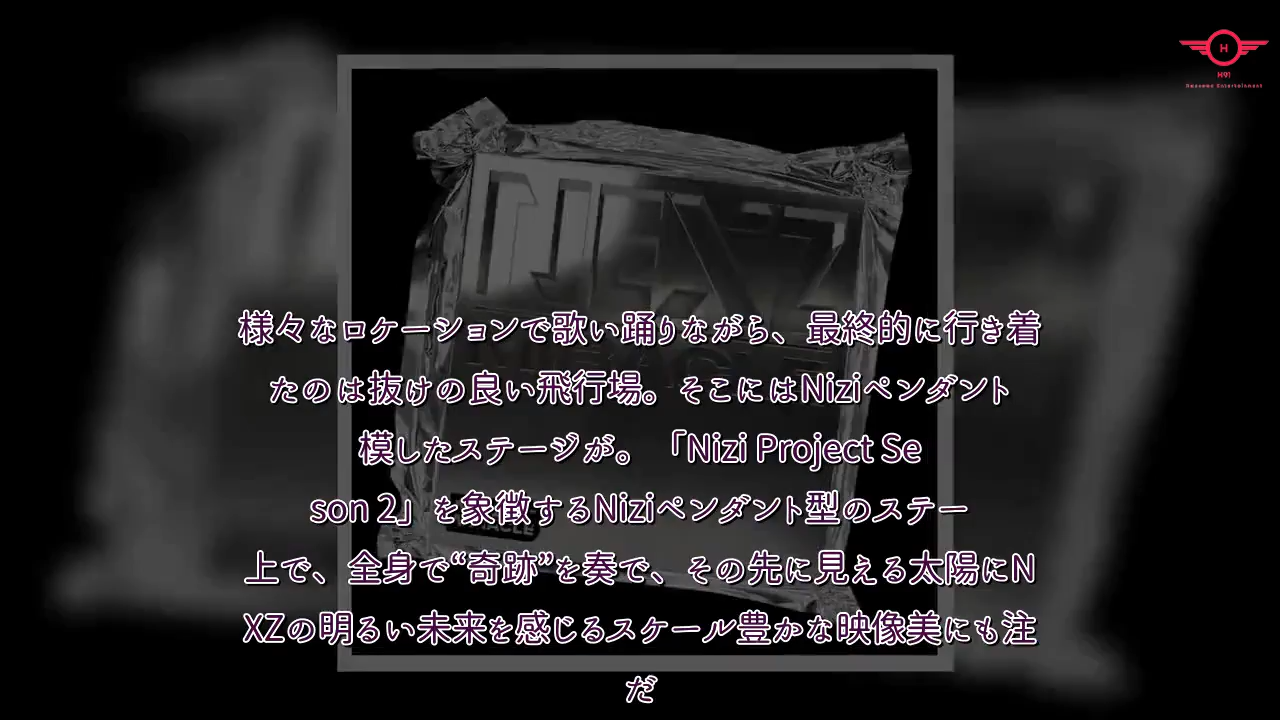 H
H91
様々なロケーションで歌い踊りながら、最終的に行き着
たのは抜けの良い飛行場。そこにはNiziペンダント
模したステージが。「Nizi Project Se
son 2」を象徴するNiziペンダント型のステー
上で、全身で“奇跡”を奏で、その先に見える太陽にN
XZの明るい未来を感じるスケール豊かな映像美にも注
だ
NEXZ
MIRACLE